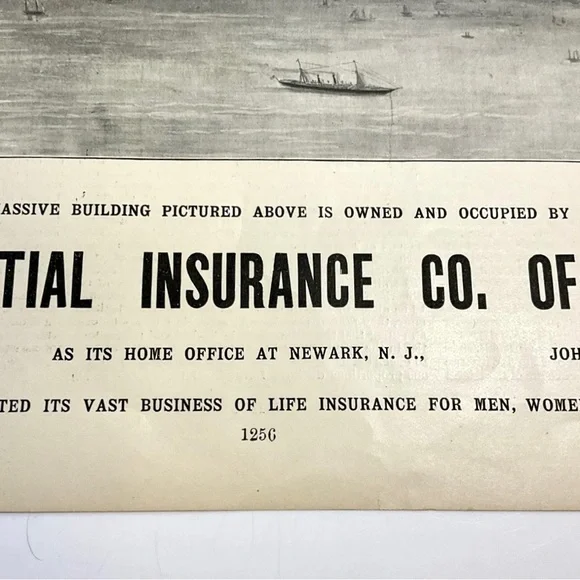 ASSIVE BUILDING PICTURED ABOVE IS OWNED AND OCCUPIED BY
TIAL INSURANCE CO. OF
AS ITS HOME OFFICE AT NEWARK, N. J., JOH
TED ITS VAST BUSINESS OF LIFE INSURANCE FOR MEN, WOME
1256